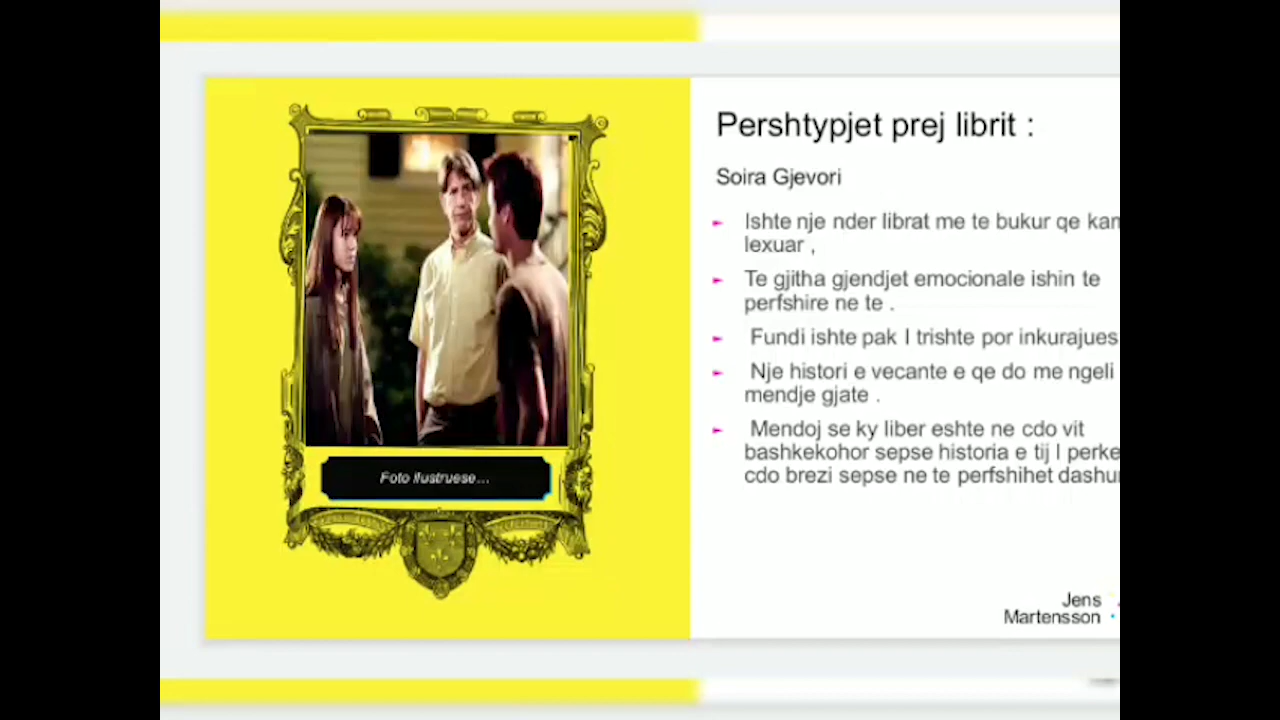 Pershtypjet prej librit :
Soira Gjevori
Ishte nje nder librat me te bukur qe kam
lexuar ,
Te gjitha gjendjet emocionale ishin te
perfshire ne te .
Fundi ishte pak I trishte por inkurajues
Nje histori e vecante e qe do me ngeli
mendje gjate .
Mendoj se ky liber eshte ne cdo vit
bashkekohor sepse historia e tij I
cdo brezi sepse ne te perfshihet
Foto ilustruese...
Jens
Martensson